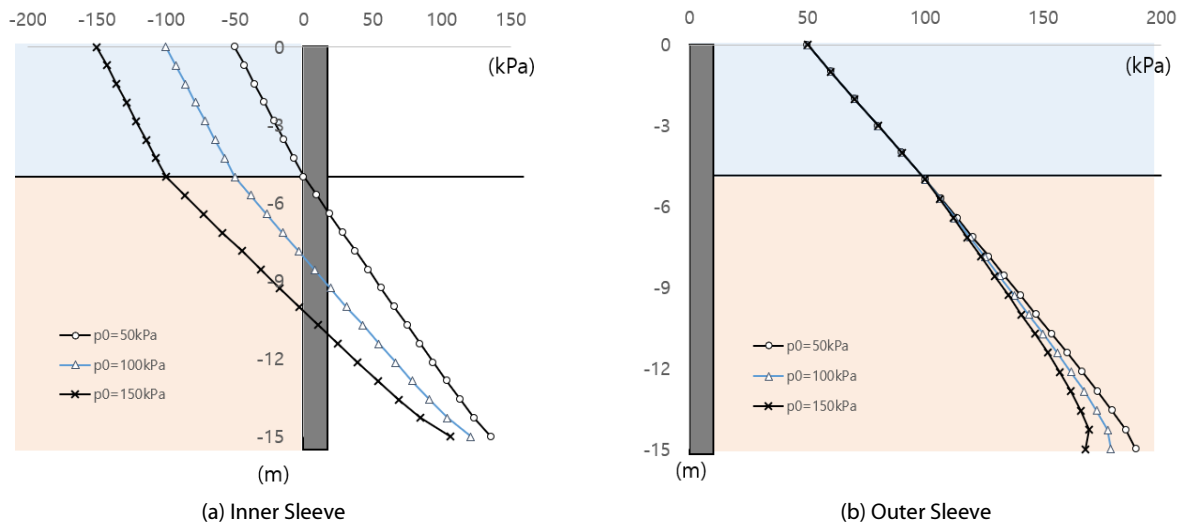 -200 -150 -100 -50 0 50 100 150
0
(kPa)
-3
-6
-9
-12
-15
(m)
p0=50kPa
p0=100kPa
p0=150kPa
(a) Inner Sleeve
0 50 100 150 200
0
(kPa)
-3
-6
-9
-12
-15
(m)
p0=50kPa
p0=100kPa
p0=150kPa
(b) Outer Sleeve